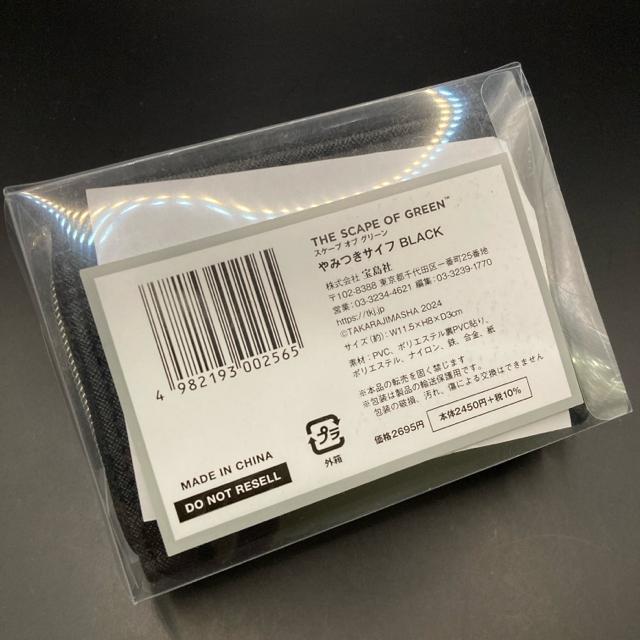 THE SCAPE OF GREEN™
スケープ オブ グリーン
やみつきサイフ BLACK
株式会社 宝島社
〒102-8388 東京都千代田区一番町25番地
営業:03-3234-4621 編集:03-3239-1770
https://tkj.jp
©TAKARAJIMASHA 2024
サイズ(約):W11.5×H8×D3cm
素材:PVC、ポリエステル裏PVC貼り、
ポリエステル、ナイロン、鉄、合金、紙
※本品の転売を固く禁じます
※包装は製品の輸送保護用です。
包装の破損、汚れ、傷による交換はできません
価格2695円 本体2450円+税10%
4 982193 002565
プラ
外箱
MADE IN CHINA
DO NOT RESELL